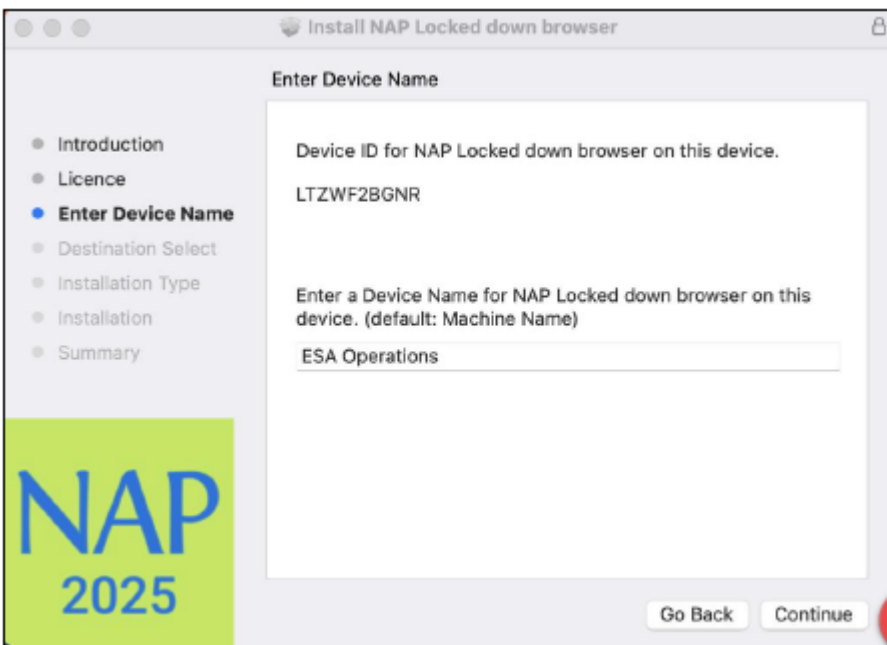 Install NAP Locked down browser
Enter Device Name
Introduction
Licence
Enter Device Name
Destination Select
Installation Type
Installation
Summary
Device ID for NAP Locked down browser on this device.
LTZWF2BGNR
Enter a Device Name for NAP Locked down browser on this
device. (default: Machine Name)
ESA Operations
NAP
2025
Go Back
Continue